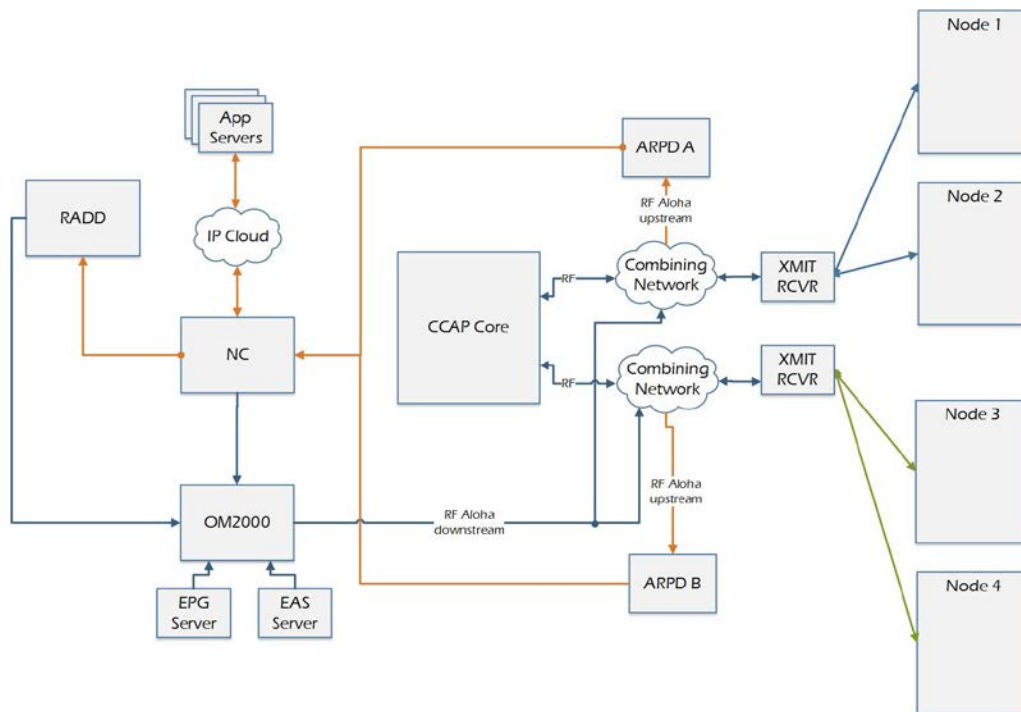 Node 1
App
Servers
ARPD A
RADD
RF Aloha
upstream
Node 2
IP Cloud
Combining
Network
XMIT
RCVR
RF
CCAP Core
NC
Combining
Network
XMIT
RCVR
RF
Node 3
RF Aloha
upstream
OM2000
RF Aloha
downstream
ARPD B
Node 4
EPG
Server
EAS
Server